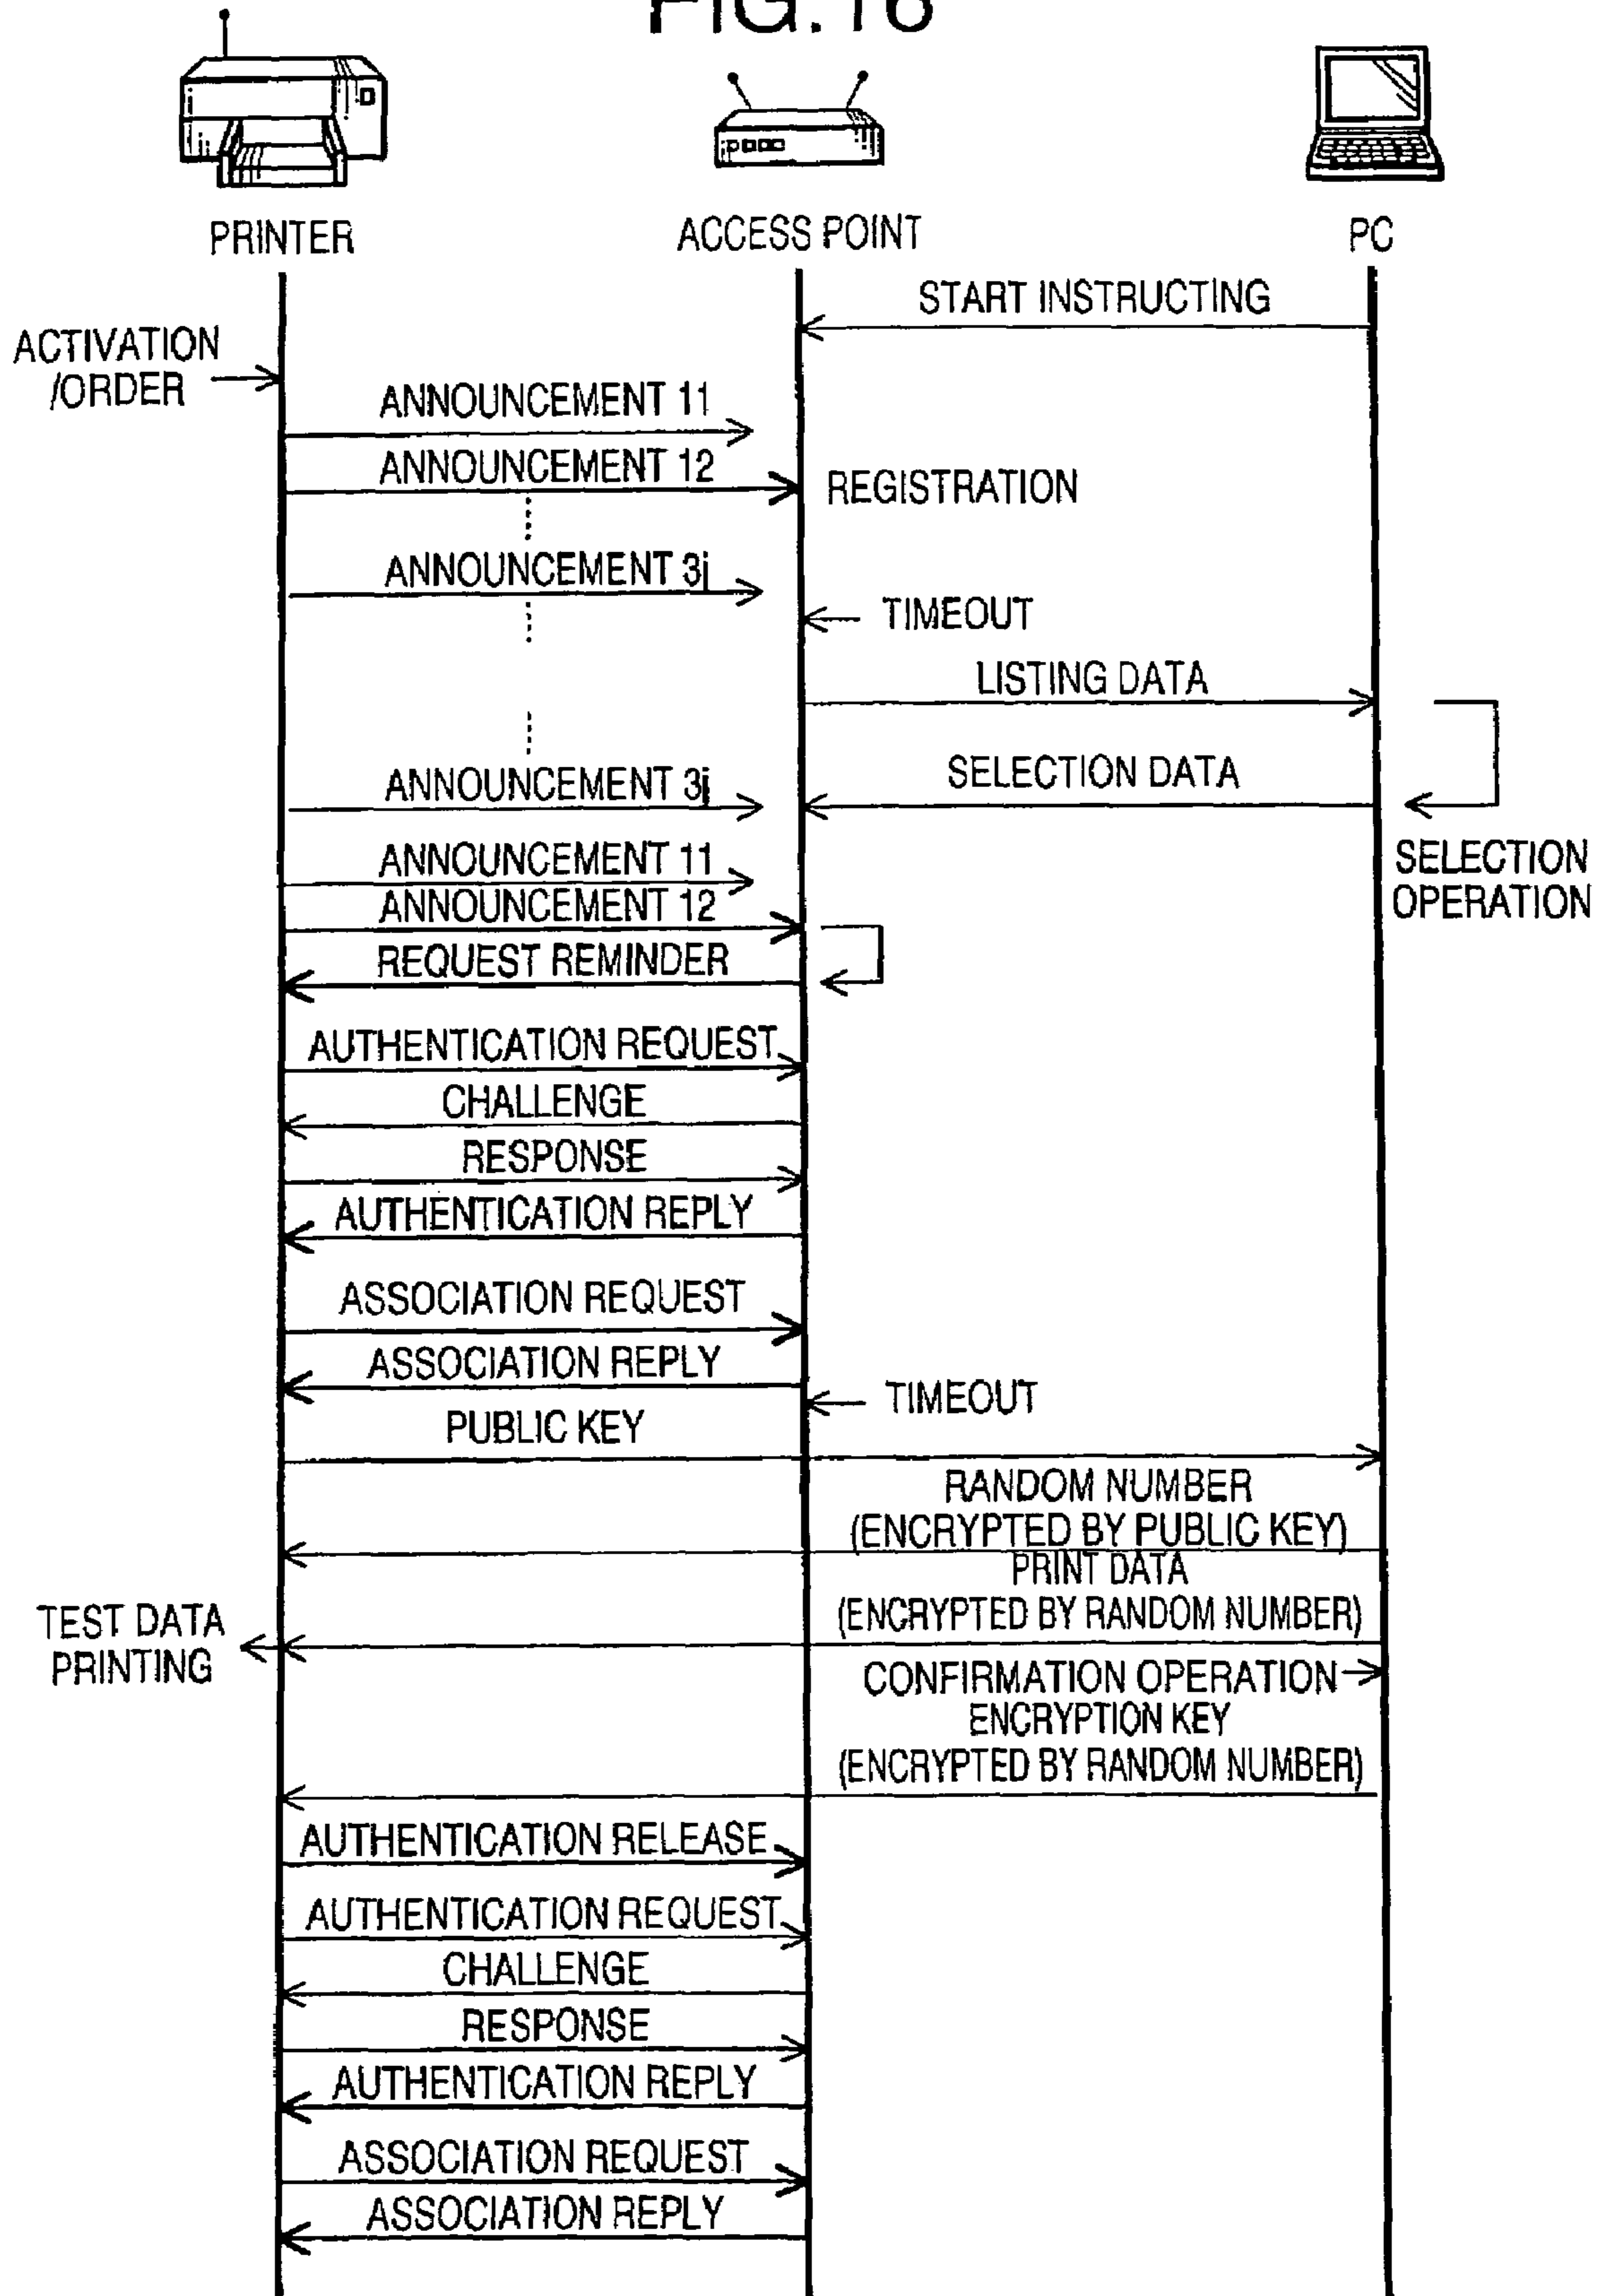 FIG.16
PRINTER
ACCESS POINT
PC
START INSTRUCTING
ACTIVATION
/ORDER
ANNOUNCEMENT 11
ANNOUNCEMENT 12
REGISTRATION
ANNOUNCEMENT 3j
TIMEOUT
LISTING DATA
SELECTION DATA
ANNOUNCEMENT 3j
SELECTION
OPERATION
ANNOUNCEMENT 11
ANNOUNCEMENT 12
REQUEST REMINDER
AUTHENTICATION REQUEST
CHALLENGE
RESPONSE
AUTHENTICATION REPLY
ASSOCIATION REQUEST
ASSOCIATION REPLY
TIMEOUT
PUBLIC KEY
RANDOM NUMBER
(ENCRYPTED BY PUBLIC KEY)
PRINT DATA
(ENCRYPTED BY RANDOM NUMBER)
TEST DATA
PRINTING
CONFIRMATION OPERATION
ENCRYPTION KEY
(ENCRYPTED BY RANDOM NUMBER)
AUTHENTICATION RELEASE
AUTHENTICATION REQUEST
CHALLENGE
RESPONSE
AUTHENTICATION REPLY
ASSOCIATION REQUEST
ASSOCIATION REPLY